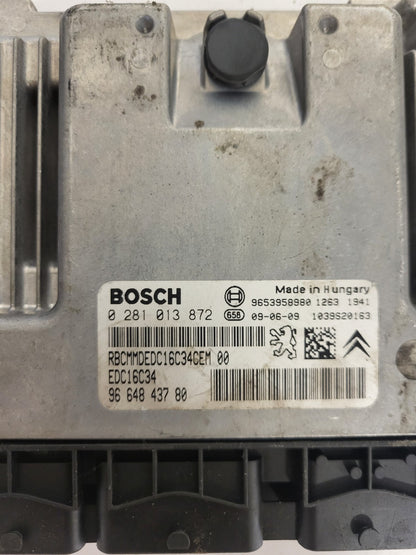 BOSCH
Made in Hungary
9653958980 1263 1941
0 281 013 872 658 09-06-09 1039S20163
RBCMMDEDC16C34GEM 00
EDC16C34
96 648 437 80